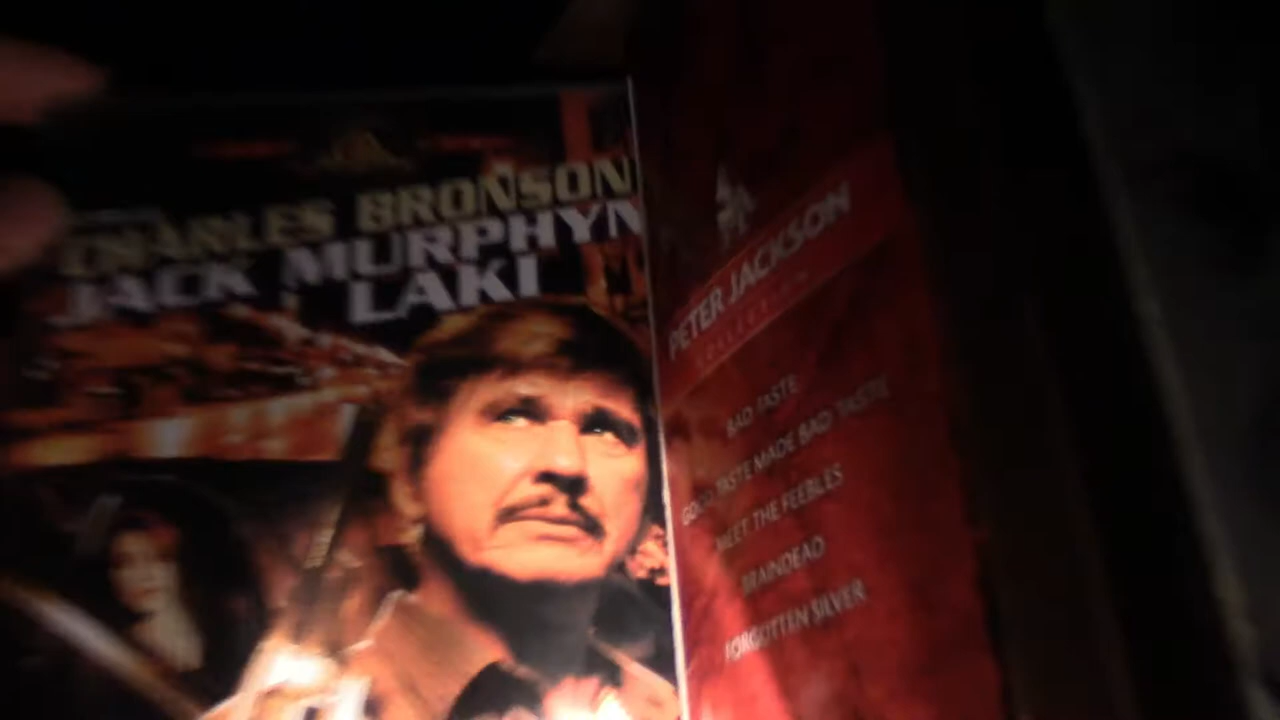 CHARLES BRONSON
JACK MURPHYN
LAKI
PETER JACKSON
COLLECTION
BAD TASTE
GOOD TASTE MADE BAD TASTE
MEET THE FEEBLES
BRAINDEAD
FORGOTTEN SILVER